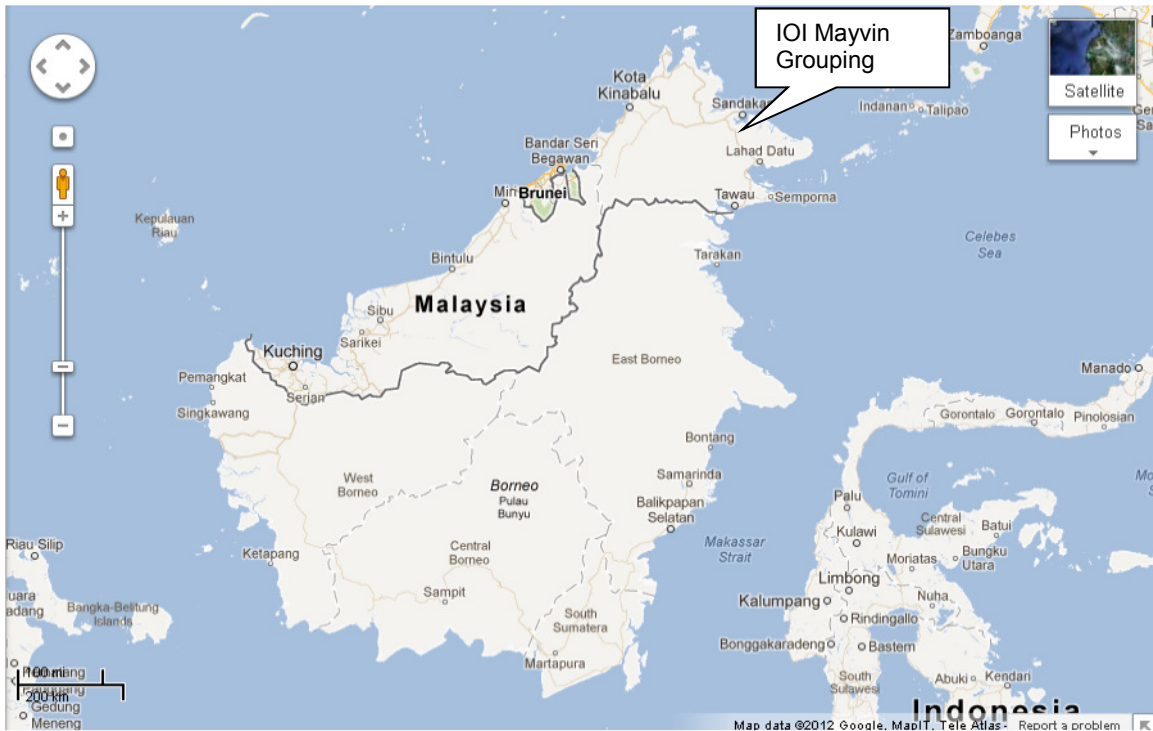 IOI Mayvin
Grouping
Zamboanga
Satellite
Photos
Kota
Kinabalu
Sandakan
Indanan
Talipao
Bandar Seri
Begawan
Lahad Datu
Miri
Brunei
Tawau
Semporna
Kepulauan
Riau
Celebes
Sea
Bintulu
Tarakan
Malaysia
Sibu
Sarikei
Kuching
East Borneo
Pemangkat
Serian
Manado
Singkawang
Gorontalo
Gorontalo
Pinolosian
Bontang
West
Borneo
Samarinda
Gulf of
Tomini
Borneo
Pulau
Bunyu
Balikpapan
Selatan
Palu
Central
Sulawesi
Batui
Kulawi
Riau Silip
Makassar
Strait
Ketapang
Central
Borneo
Moriatas
Bungku
Utara
Limbong
Sampit
Kalumpang
Nuha
Bangka-Belitung
Islands
South
Sumatera
Rindingallo
Bonggakaradeng
Bastem
Martapura
South
Sulawesi
Abuki
Kendari
100 mi
200 km
Gedung
Meneng
Indonesia
Map data ©2012 Google, MapIT, Tele Atlas - Report a problem